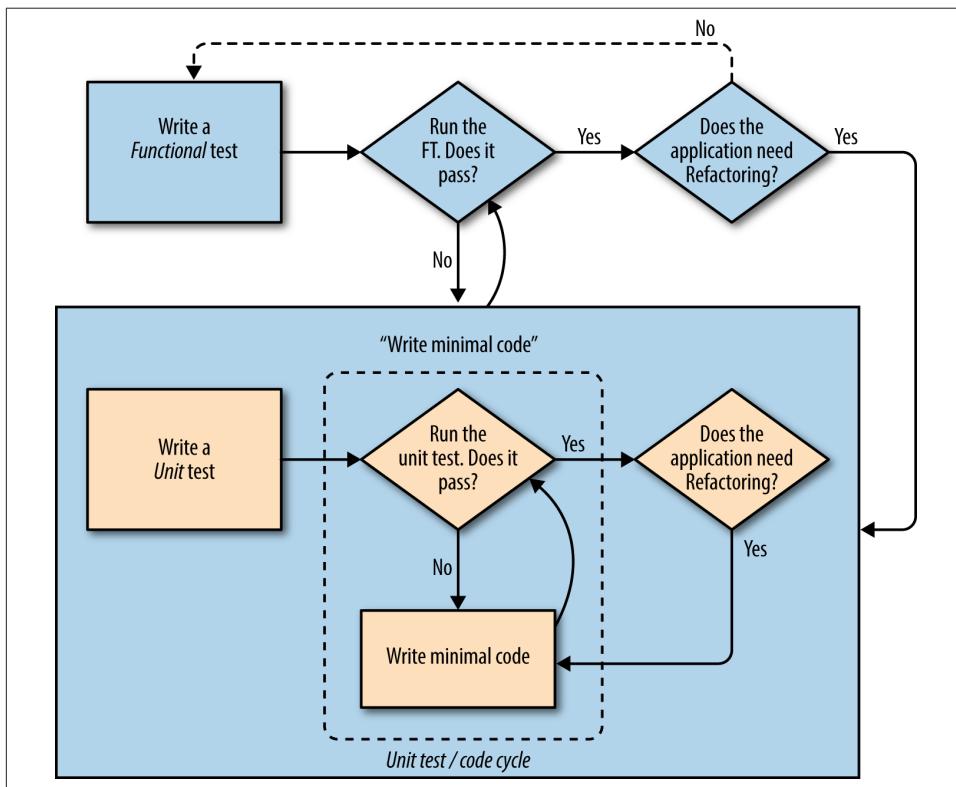 No
Write a
Functional test
Run the
FT. Does it
pass?
Yes
Does the
application need
Refactoring?
Yes
No
“Write minimal code”
Write a
Unit test
Run the
unit test. Does it
pass?
Yes
Does the
application need
Refactoring?
No
Yes
Write minimal code
Unit test / code cycle